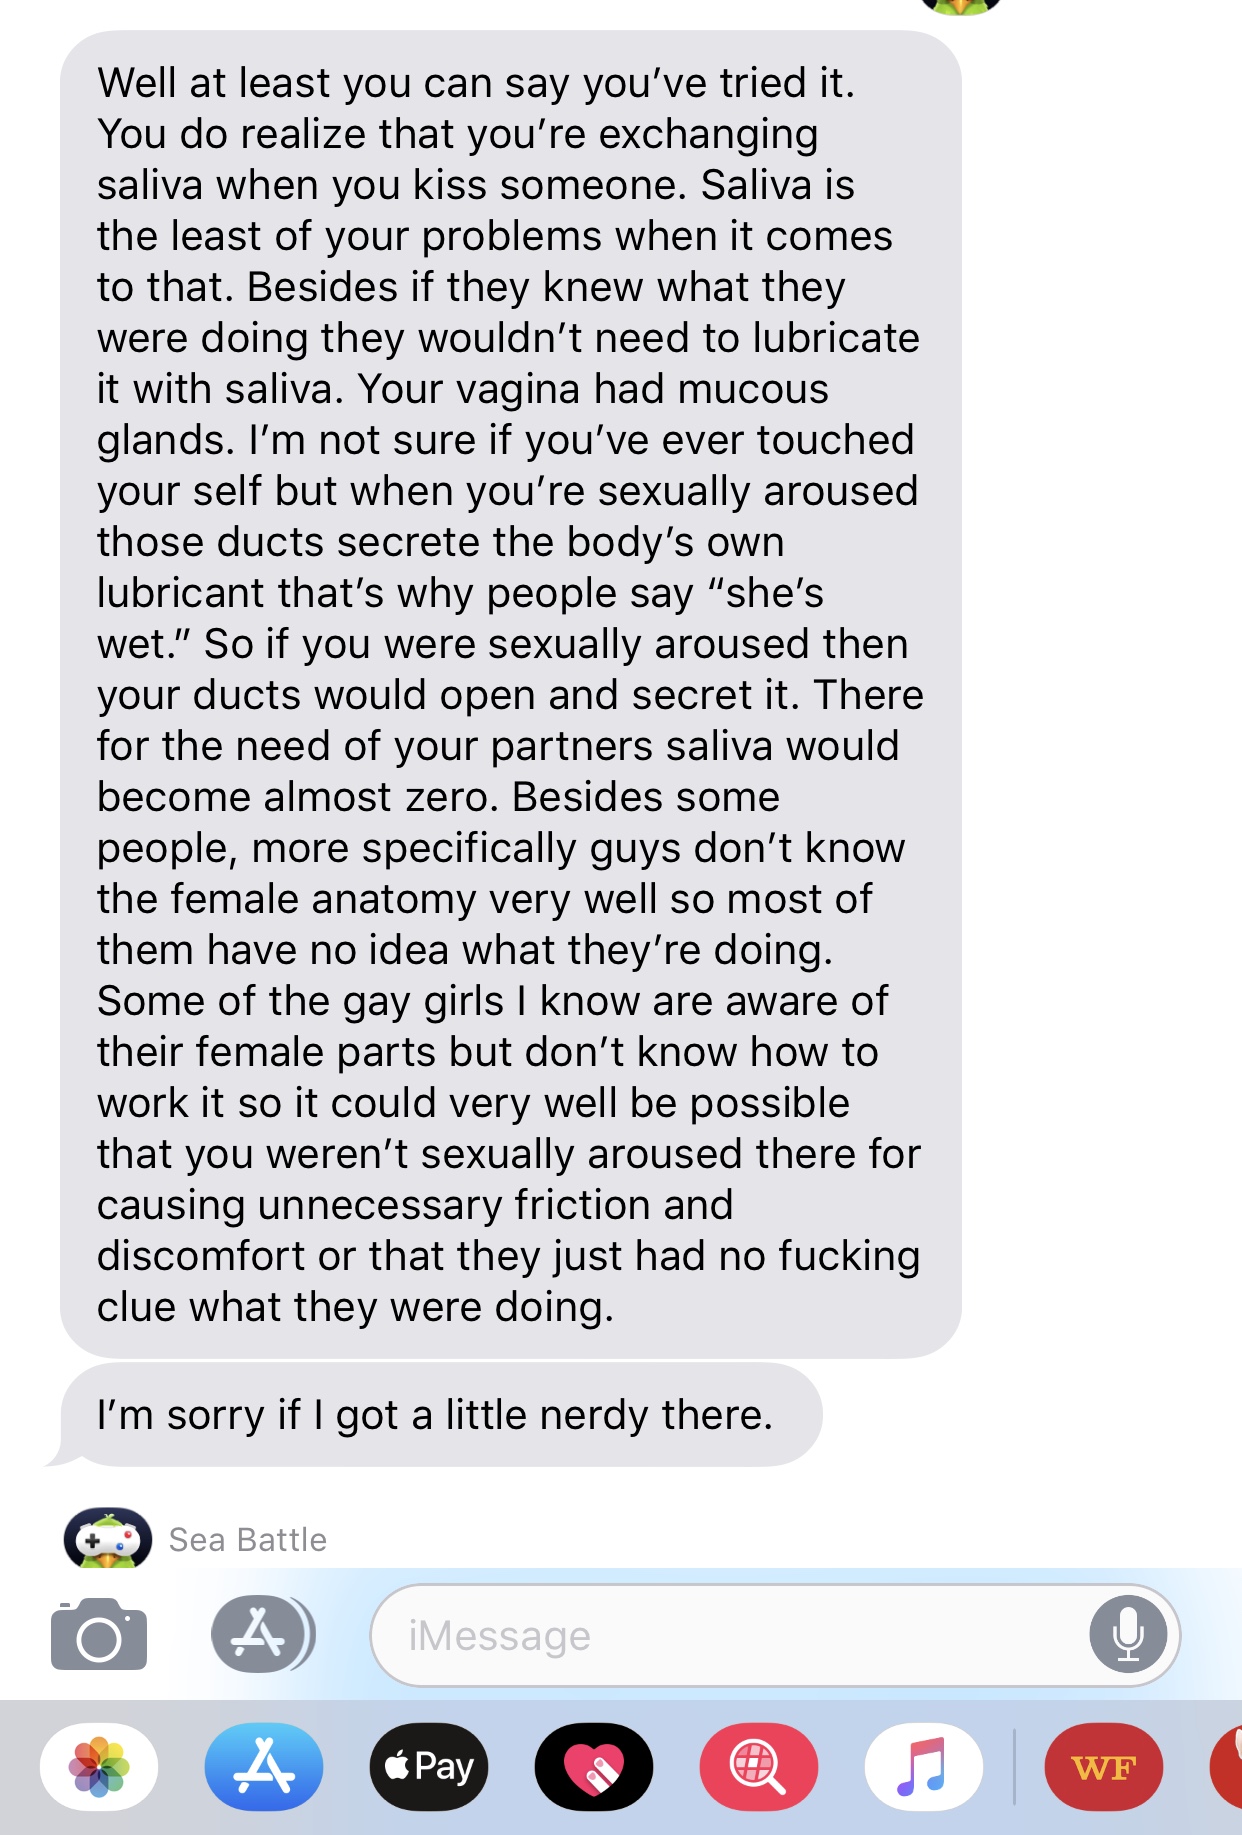 Well at least you can say you’ve tried it.
You do realize that you’re exchanging
saliva when you kiss someone. Saliva is
the least of your problems when it comes
to that. Besides if they knew what they
were doing they wouldn’t need to lubricate
it with saliva. Your vagina had mucous
glands. I’m not sure if you’ve ever touched
your self but when you’re sexually aroused
those ducts secrete the body’s own
lubricant that’s why people say “she’s
wet.” So if you were sexually aroused then
your ducts would open and secret it. There
for the need of your partners saliva would
become almost zero. Besides some
people, more specifically guys don’t know
the female anatomy very well so most of
them have no idea what they’re doing.
Some of the gay girls I know are aware of
their female parts but don’t know how to
work it so it could very well be possible
that you weren’t sexually aroused there for
causing unnecessary friction and
discomfort or that they just had no fucking
clue what they were doing.
I’m sorry if I got a little nerdy there.
Sea Battle
iMessage
Pay
WF